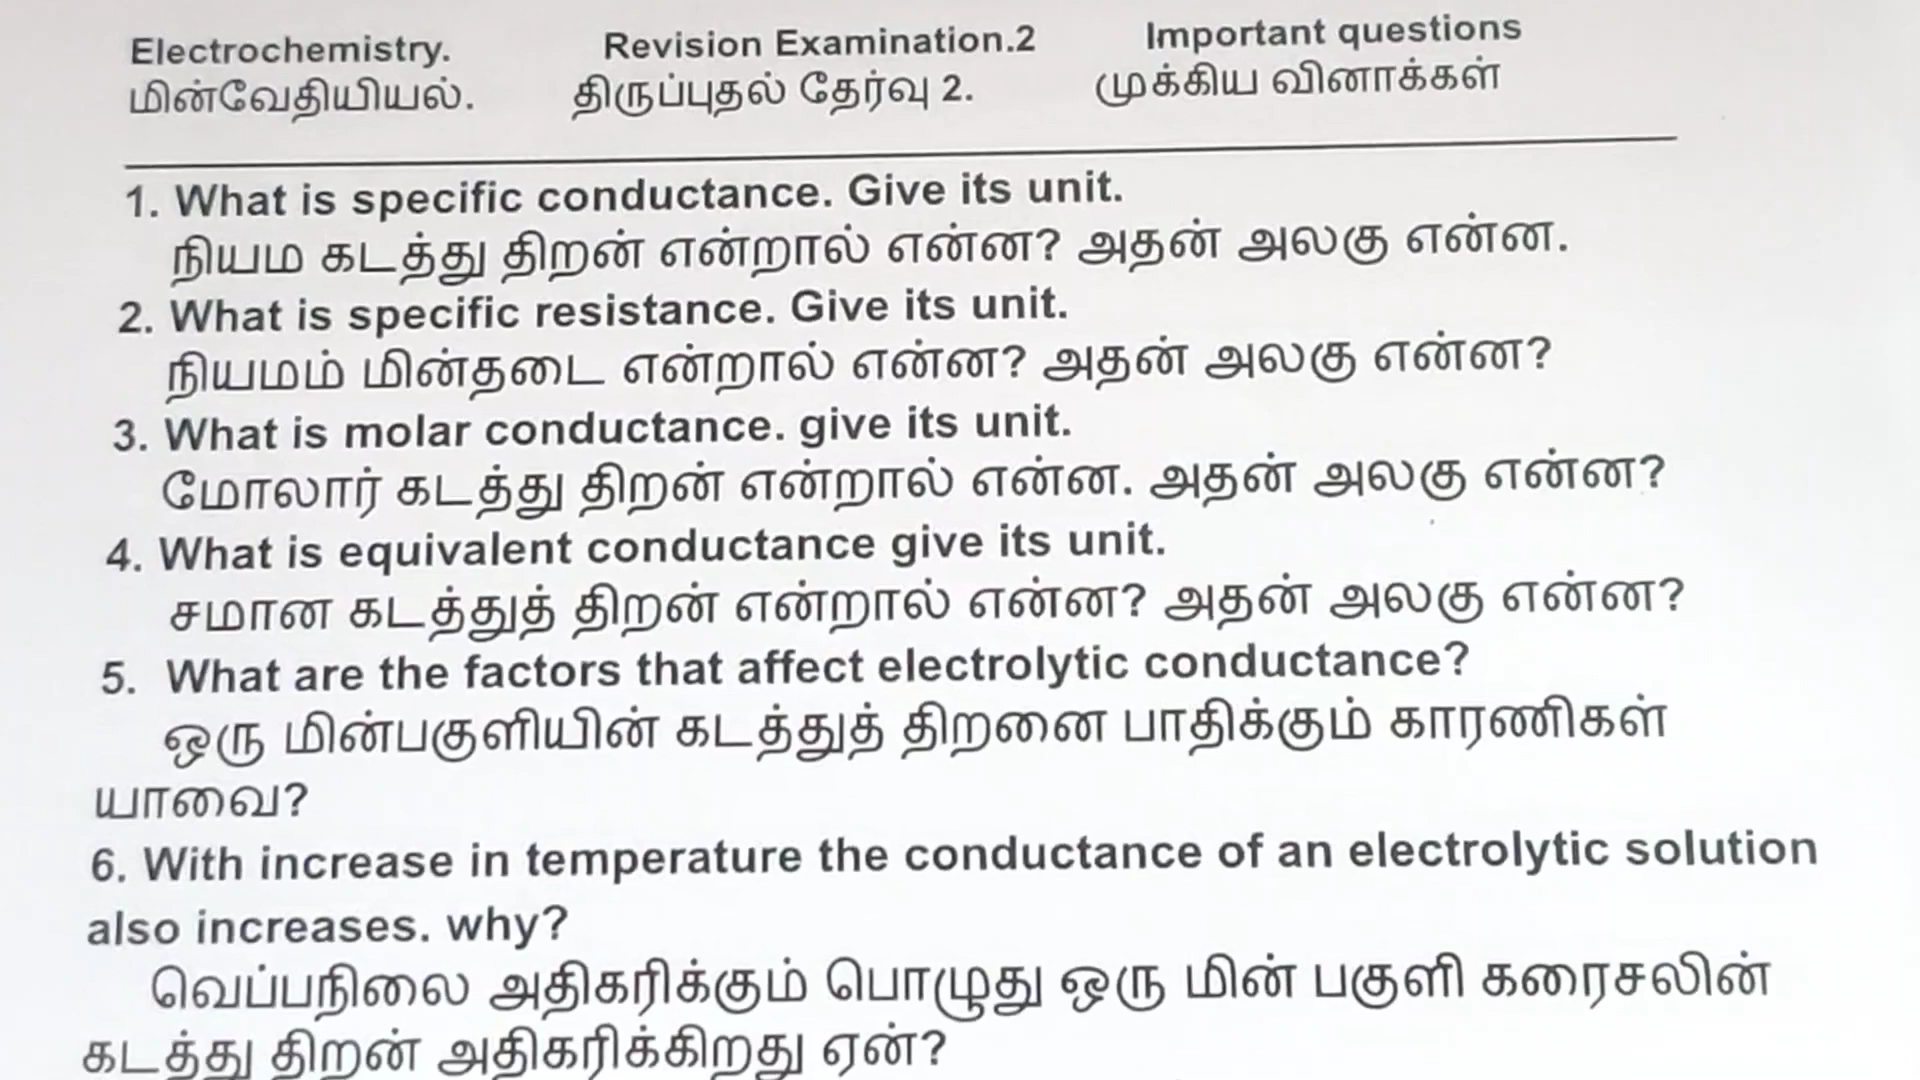 Electrochemistry. Revision Examination.2 Important questions
மின்வேதியியல். திருப்புதல் தேர்வு 2. முக்கிய வினாக்கள்
1. What is specific conductance. Give its unit.
நியம கடத்து திறன் என்றால் என்ன? அதன் அலகு என்ன.
2. What is specific resistance. Give its unit.
நியமம் மின்தடை என்றால் என்ன? அதன் அலகு என்ன?
3. What is molar conductance. give its unit.
மோலார் கடத்து திறன் என்றால் என்ன. அதன் அலகு என்ன?
4. What is equivalent conductance give its unit.
சமான கடத்துத் திறன் என்றால் என்ன? அதன் அலகு என்ன?
5. What are the factors that affect electrolytic conductance?
ஒரு மின்பகுளியின் கடத்துத் திறனை பாதிக்கும் காரணிகள்
யாவை?
6. With increase in temperature the conductance of an electrolytic solution
also increases. why?
வெப்பநிலை அதிகரிக்கும் பொழுது ஒரு மின் பகுளி கரைசலின்
கடத்து திறன் அதிகரிக்கிறது ஏன்?